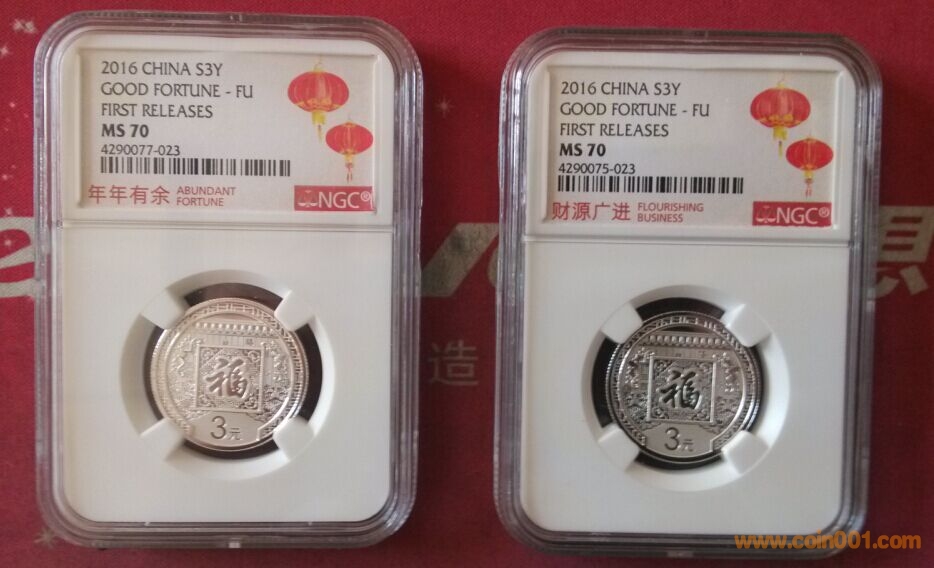 2016 CHINA S3Y
GOOD FORTUNE - FU
FIRST RELEASES
MS 70
4290077-023
年年有余 ABUNDANT
FORTUNE
NGC®
福
3元
2016 CHINA S3Y
GOOD FORTUNE - FU
FIRST RELEASES
MS 70
4290075-023
财源广进 FLOURISHING
BUSINESS
NGC®
福
3元
造
想
www.coin001.com